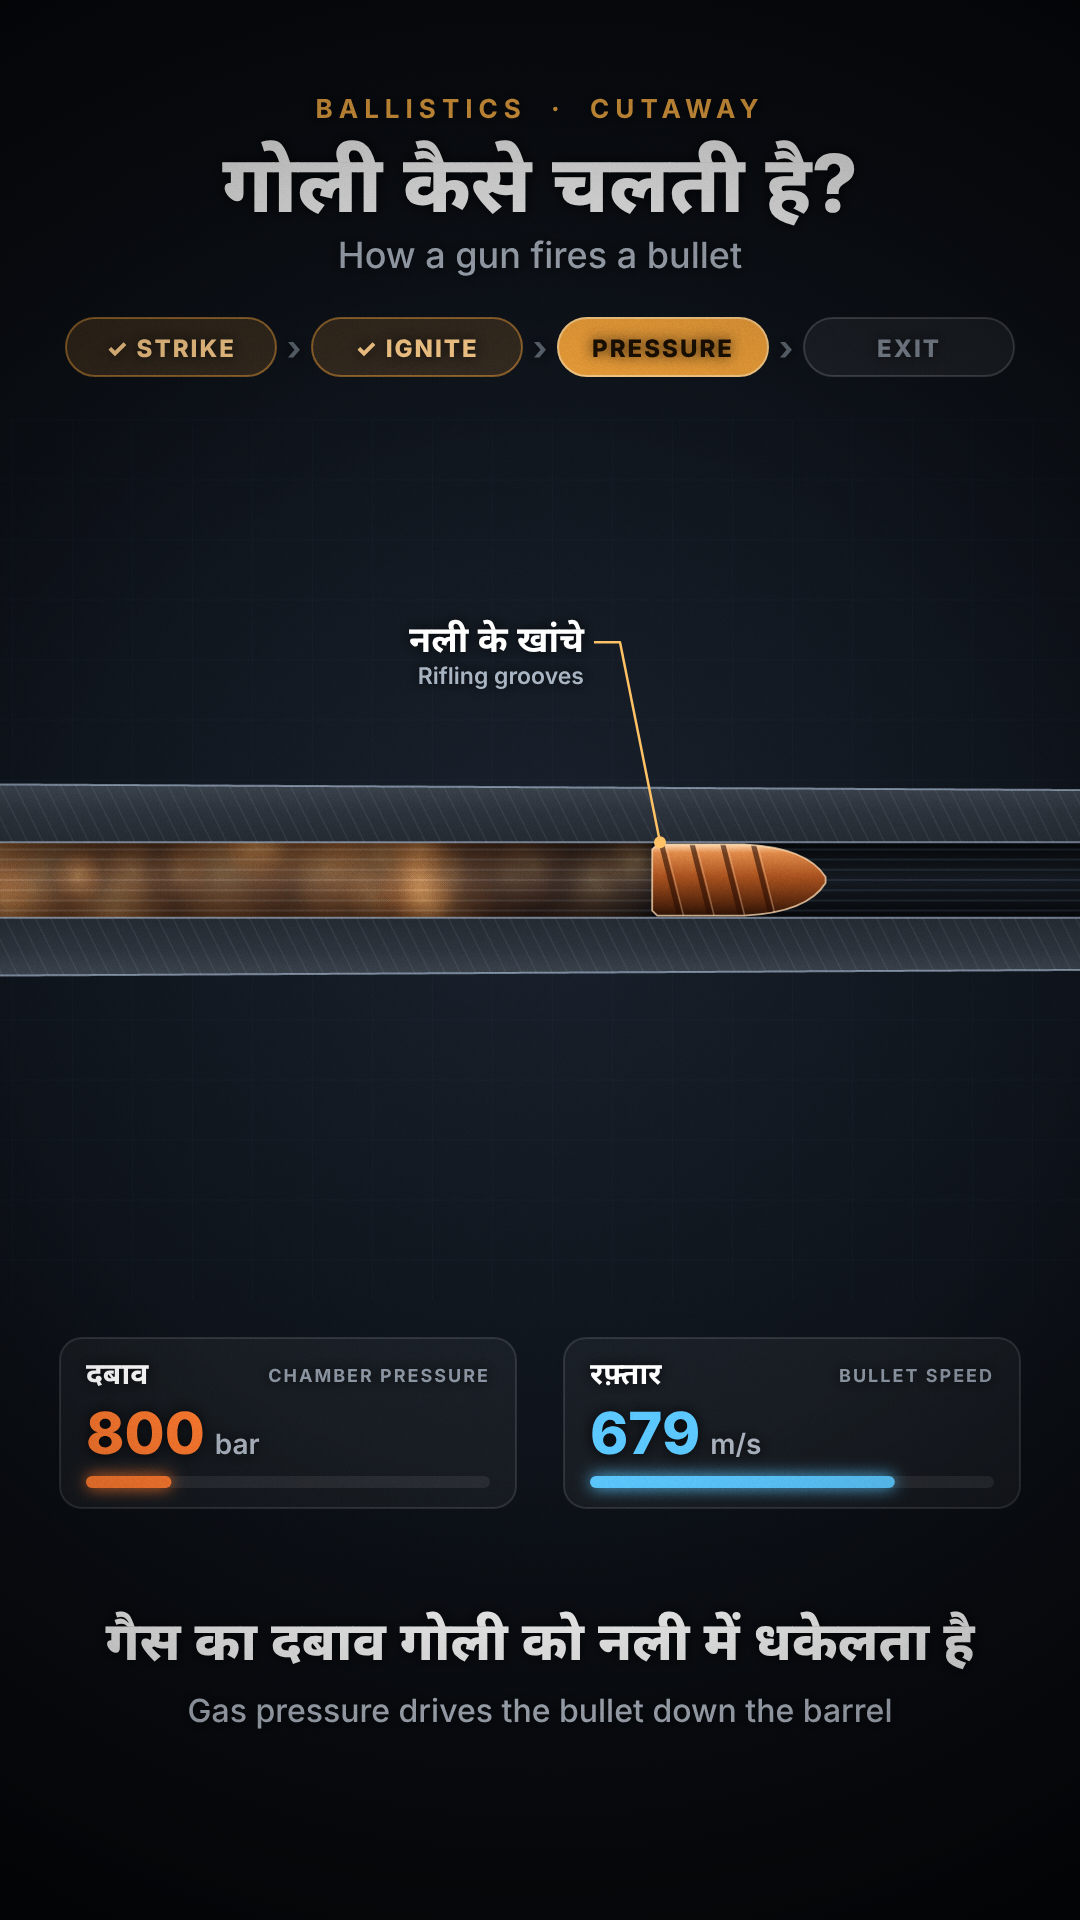 BALLISTICS · CUTAWAY
गोली कैसे चलती है?
How a gun fires a bullet
✓ STRIKE › ✓ IGNITE › PRESSURE › EXIT
नली के खांचे
Rifling grooves
दबाव CHAMBER PRESSURE
800 bar
रफ़्तार BULLET SPEED
679 m/s
गैस का दबाव गोली को नली में धकेलता है
Gas pressure drives the bullet down the barrel